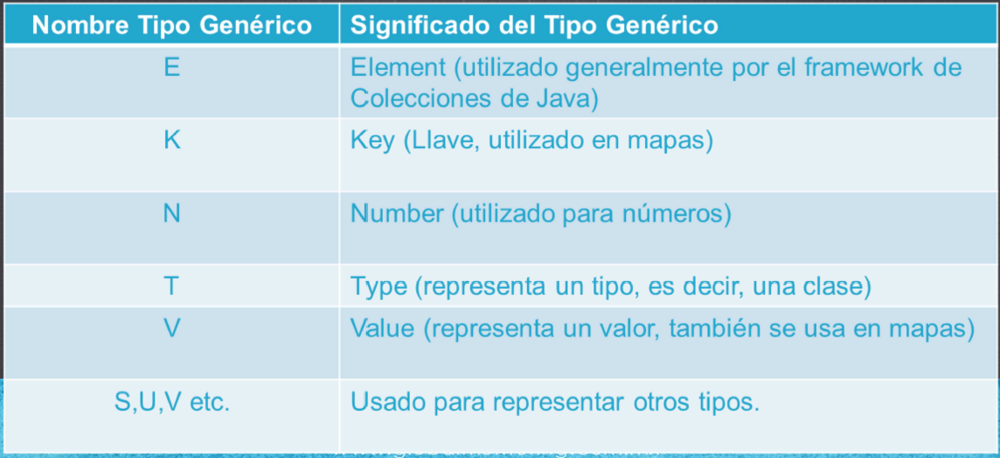 Nombre Tipo Genérico Significado del Tipo Genérico
E Element (utilizado generalmente por el framework de
Colecciones de Java)
K Key (Llave, utilizado en mapas)
N Number (utilizado para números)
T Type (representa un tipo, es decir, una clase)
V Value (representa un valor, también se usa en mapas)
S,U,V etc. Usado para representar otros tipos.